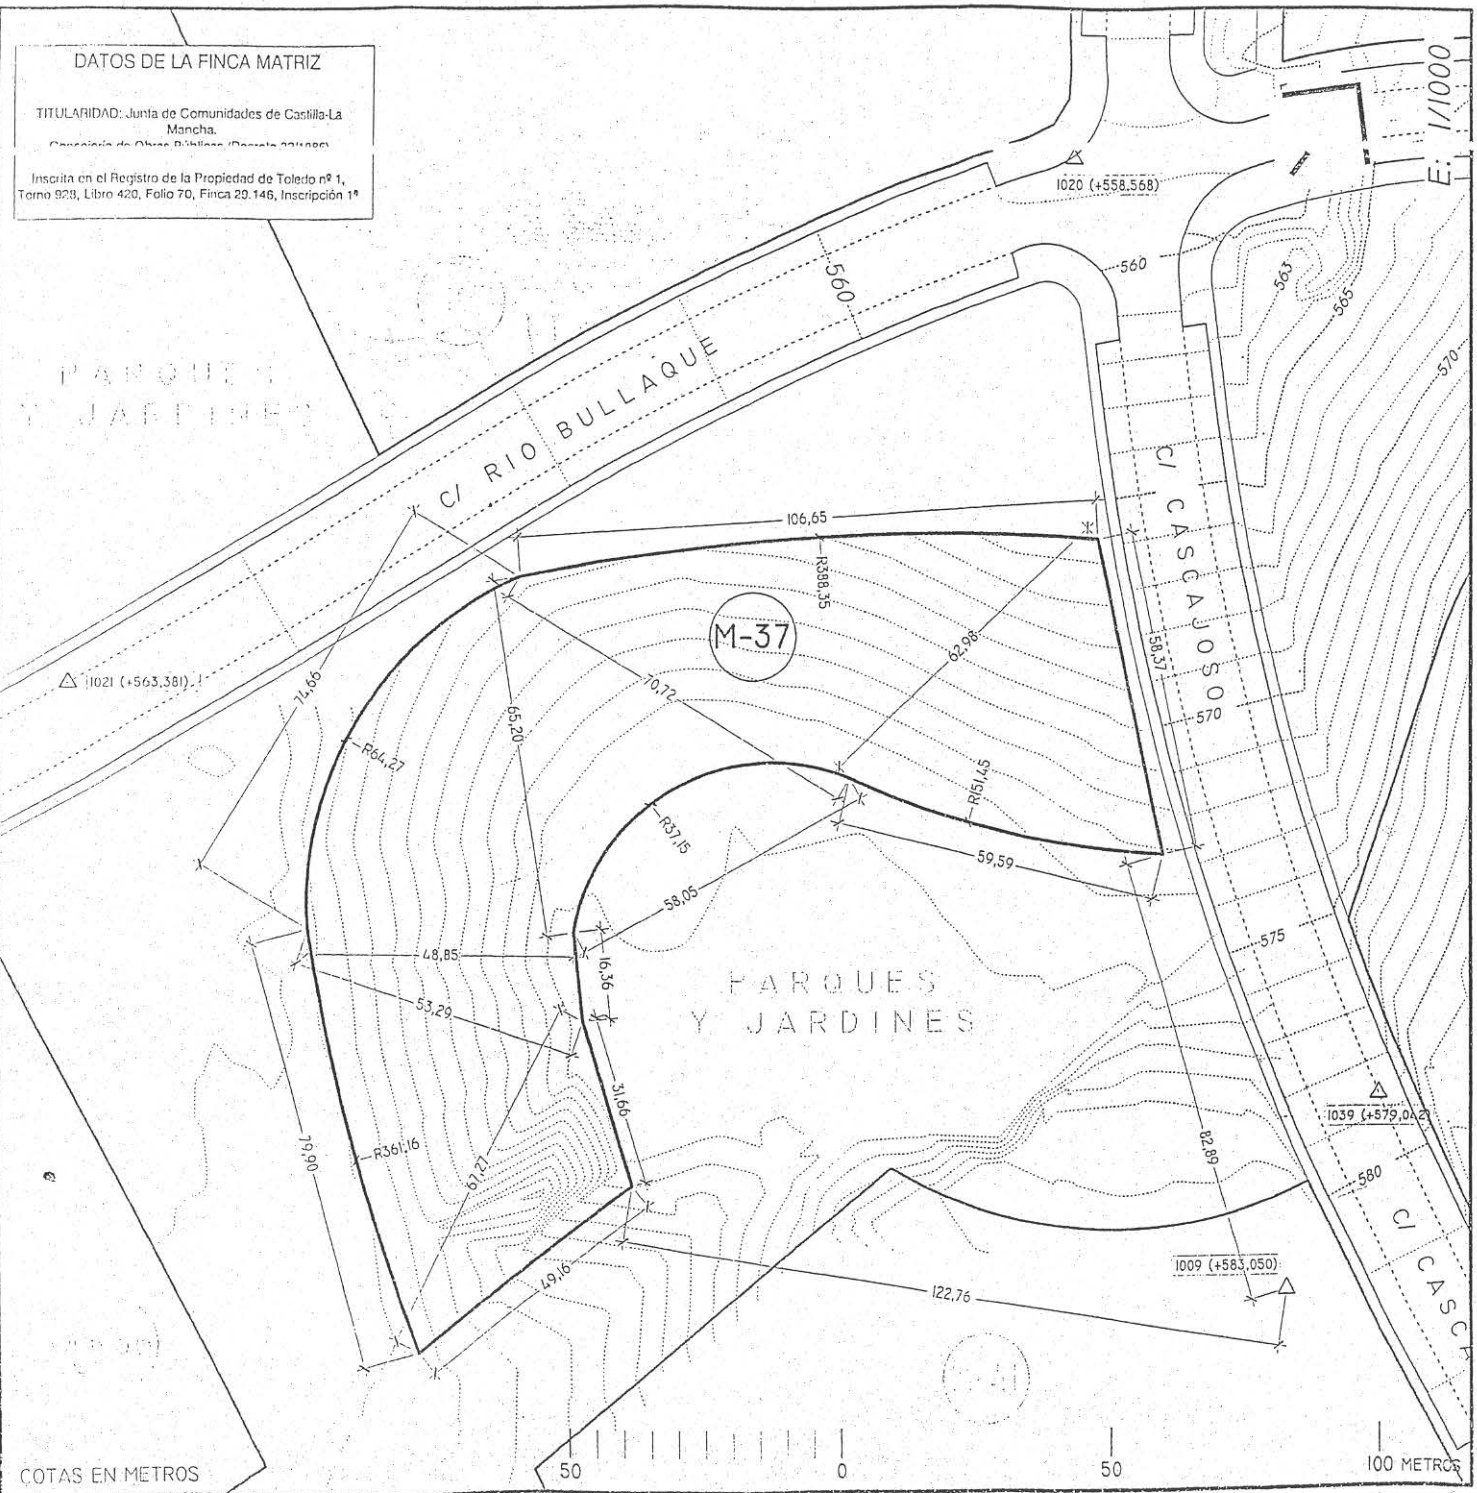 DATOS DE LA FINCA MATRIZ
TITULARIDAD: Junta de Comunidades de Castilla-La
Mancha.
Inscrita en el Registro de la Propiedad de Toledo nº 1,
Tomo 928, Libro 420, Folio 70, Finca 29.146, Inscripción 1ª
E: 1/1000
1020 (+558,568)
560
560
563
565
570
PARQUES
Y JARDINES
C/ RIO BULLAQUE
C/ CASCAJOSO
106,65
R388,35
M-37
62,98
58,37
74,66
1021 (+563,381)
R64,27
65,20
70,72
570
R37,15
R151,45
59,59
58,05
48,85
16,36
575
53,29
PARQUES
Y JARDINES
31,66
79,90
R361,16
67,27
82,89
1039 (+579,042)
580
C/ CASCA
49,16
122,76
1009 (+583,050)
COTAS EN METROS
50
0
50
100 METROS